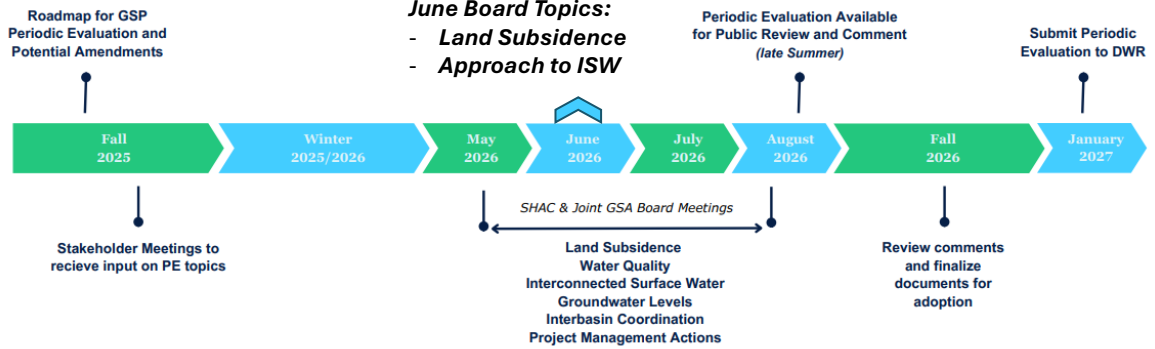 Roadmap for GSP
Periodic Evaluation and
Potential Amendments
June Board Topics:
- Land Subsidence
- Approach to ISW
Periodic Evaluation Available
for Public Review and Comment
(late Summer)
Submit Periodic
Evaluation to DWR
Fall
2025
Winter
2025/2026
May
2026
June
2026
July
2026
August
2026
Fall
2026
January
2027
Stakeholder Meetings to
recieve input on PE topics
SHAC & Joint GSA Board Meetings
Land Subsidence
Water Quality
Interconnected Surface Water
Groundwater Levels
Interbasin Coordination
Project Management Actions
Review comments
and finalize
documents for
adoption